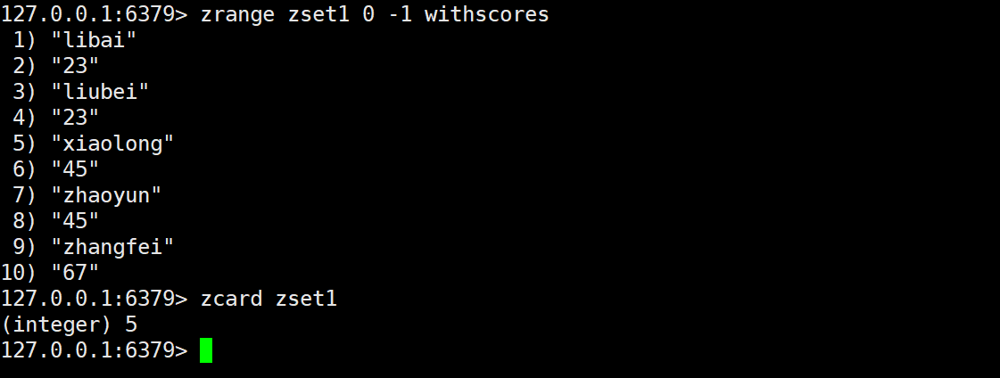 127.0.0.1:6379> zrange zset1 0 -1 withscores
 1) "libai"
 2) "23"
 3) "liubei"
 4) "23"
 5) "xiaolong"
 6) "45"
 7) "zhaoyun"
 8) "45"
 9) "zhangfei"
10) "67"
127.0.0.1:6379> zcard zset1
(integer) 5
127.0.0.1:6379>